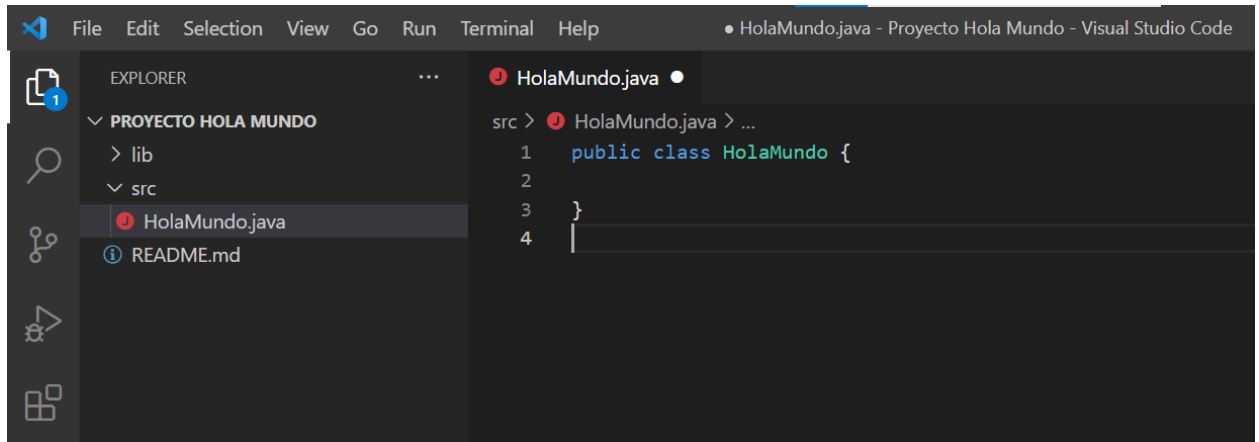 File Edit Selection View Go Run Terminal Help ● HolaMundo.java - Proyecto Hola Mundo - Visual Studio Code
EXPLORER ···
HolaMundo.java ●
1
PROYECTO HOLA MUNDO
src > HolaMundo.java > ...
> lib
1 public class HolaMundo {
src
2
HolaMundo.java
3 }
README.md
4